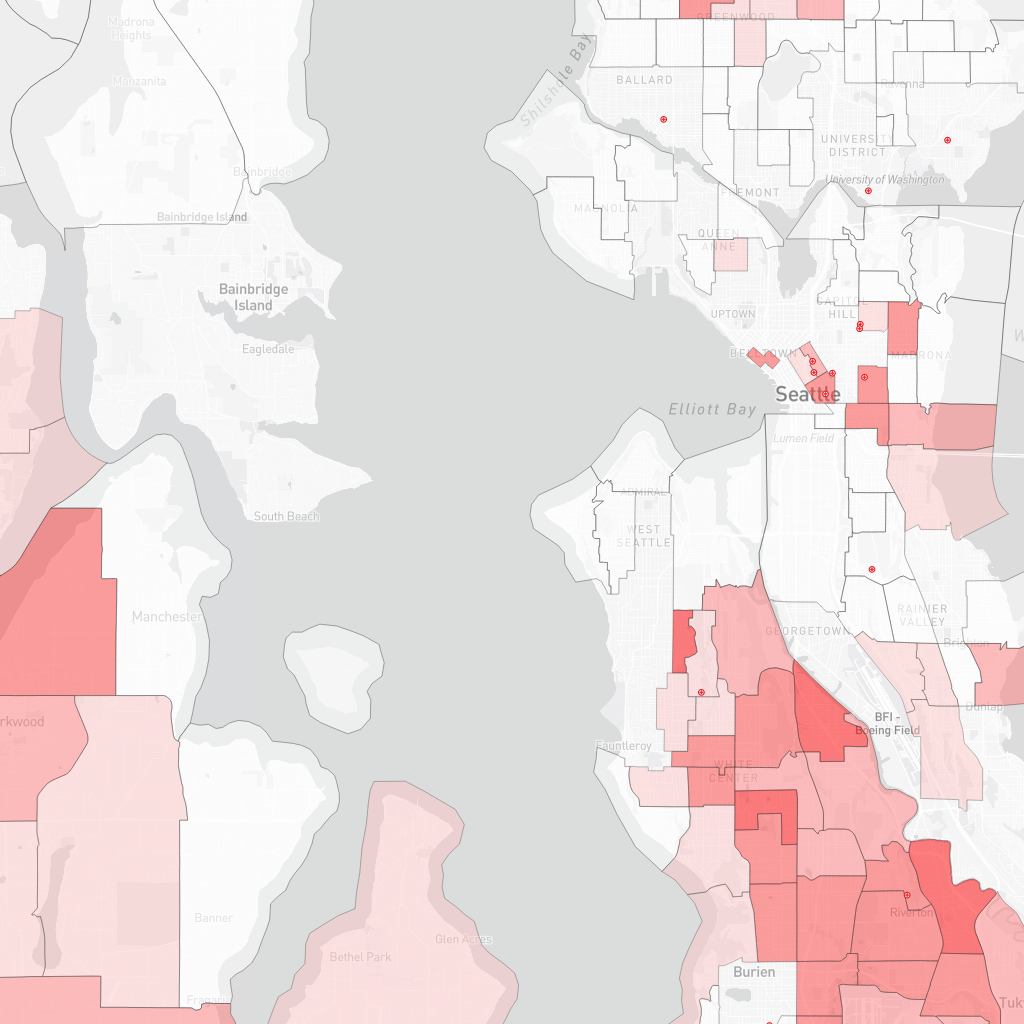 Madrona
Heights
Manzanita
Bainbridge
Bainbridge Island
Bainbridge
Island
Eagledale
South Beach
Manchester
Banner
Bethel Park
Glen Acres
Shilshole Bay
GREENWOOD
BALLARD
Ravenna
UNIVERSITY
DISTRICT
University of Washington
FREMONT
MAGNOLIA
QUEEN
ANNE
UPTOWN
CAPITOL
HILL
BELLTOWN
MADRONA
Seattle
Elliott Bay
Lumen Field
ADMIRAL
WEST
SEATTLE
GEORGETOWN
RAINIER
VALLEY
Brighton
Dunlap
BFI -
Boeing Field
Fauntleroy
WHITE
CENTER
Riverton
Burien